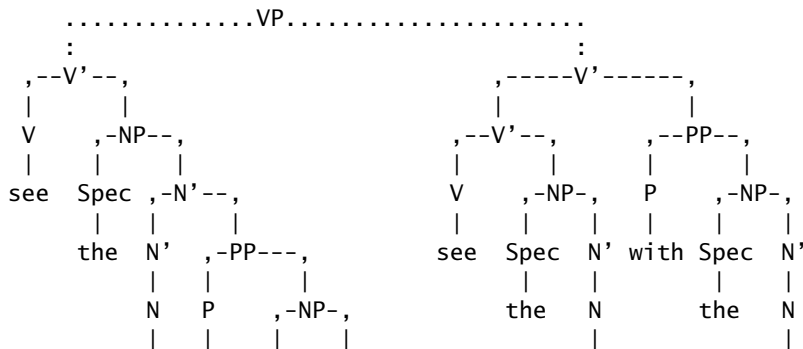 ..............VP......................
: :
,--V'--, ,-----V'------,
| | | |
V ,-NP--, ,--V'--, ,--PP--,
| | | | | | |
see Spec ,-N'--, V ,-NP-, P ,-NP-,
| | | | | | | | |
the N' ,-PP---, see Spec N' with Spec N'
| | | | | | |
N P ,-NP-, the N the N
| | | | | |